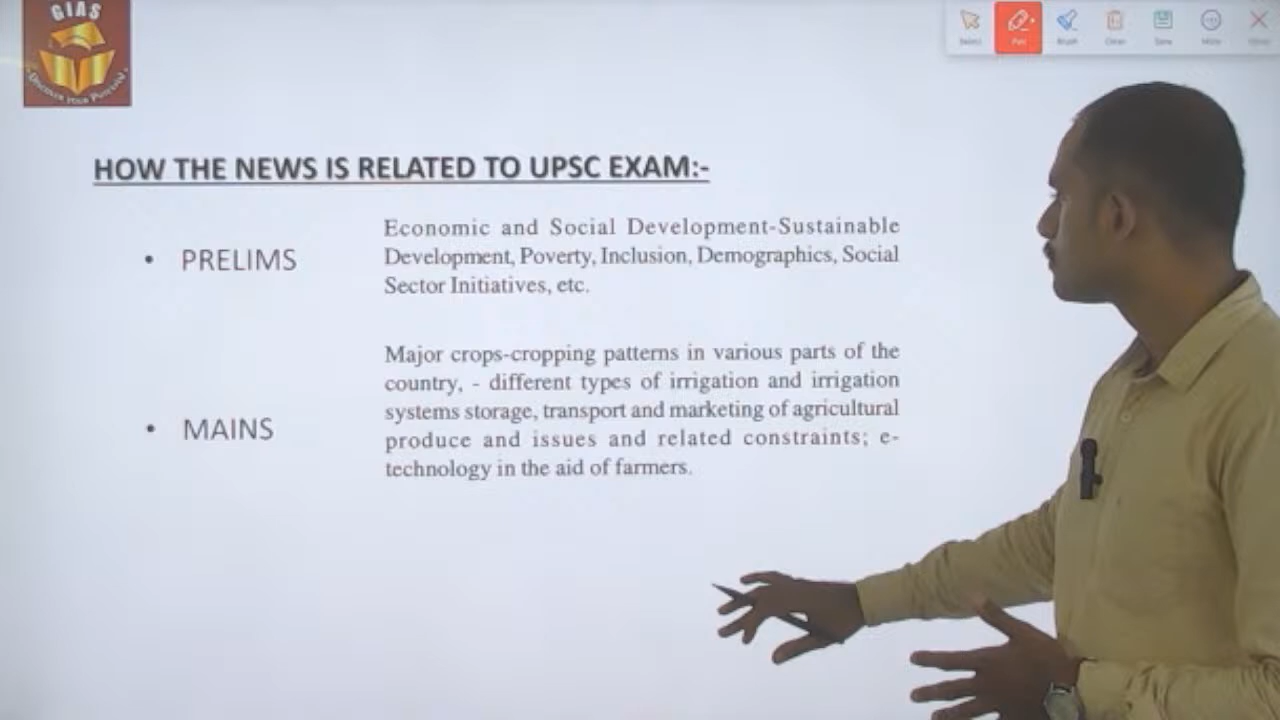 GIAS
DISCOVER YOUR POTENTIAL
Select
Pen
Brush
Clear
Save
More
HOW THE NEWS IS RELATED TO UPSC EXAM:-
• PRELIMS
Economic and Social Development-Sustainable
Development, Poverty, Inclusion, Demographics, Social
Sector Initiatives, etc.
• MAINS
Major crops-cropping patterns in various parts of the
country, - different types of irrigation and irrigation
systems storage, transport and marketing of agricultural
produce and issues and related constraints; e-
technology in the aid of farmers.